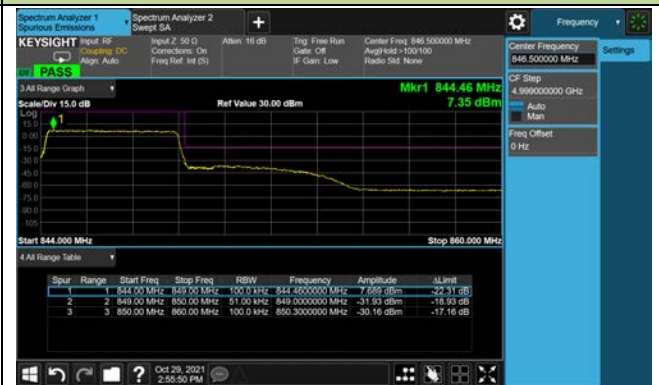 Spectrum Analyzer 1
Spurious Emissions
Spectrum Analyzer 2
Swept SA
+
Frequency
KEYSIGHT
Input: RF
Coupling: DC
Align: Auto
Input Z: 50 Ω
Corrections: On
Freq Ref: Int (S)
Atten: 16 dB
Trig: Free Run
Gate: Off
IF Gain: Low
Center Freq: 846.500000 MHz
Avg|Hold:>100/100
Radio Std: None
PASS
Center Frequency
846.500000 MHz
Settings
CF Step
4.999000000 GHz
Auto
Man
Freq Offset
0 Hz
3 All Range Graph
Mkr1 844.46 MHz
7.35 dBm
Scale/Div 15.0 dB
Ref Value 30.00 dBm
Log
1
15.0
0.00
-15.0
-30.0
-45.0
-60.0
-75.0
-90.0
-105
Start 844.000 MHz
Stop 860.000 MHz
4 All Range Table
Spur Range Start Freq Stop Freq RBW Frequency Amplitude ΔLimit
1 1 844.00 MHz 849.00 MHz 100.0 kHz 844.4600000 MHz 7.689 dBm -22.31 dB
2 2 849.00 MHz 850.00 MHz 51.00 kHz 849.0000000 MHz -31.93 dBm -18.93 dB
3 3 850.00 MHz 860.00 MHz 100.0 kHz 850.3000000 MHz -30.16 dBm -17.16 dB
?
Oct 29, 2021
2:55:50 PM